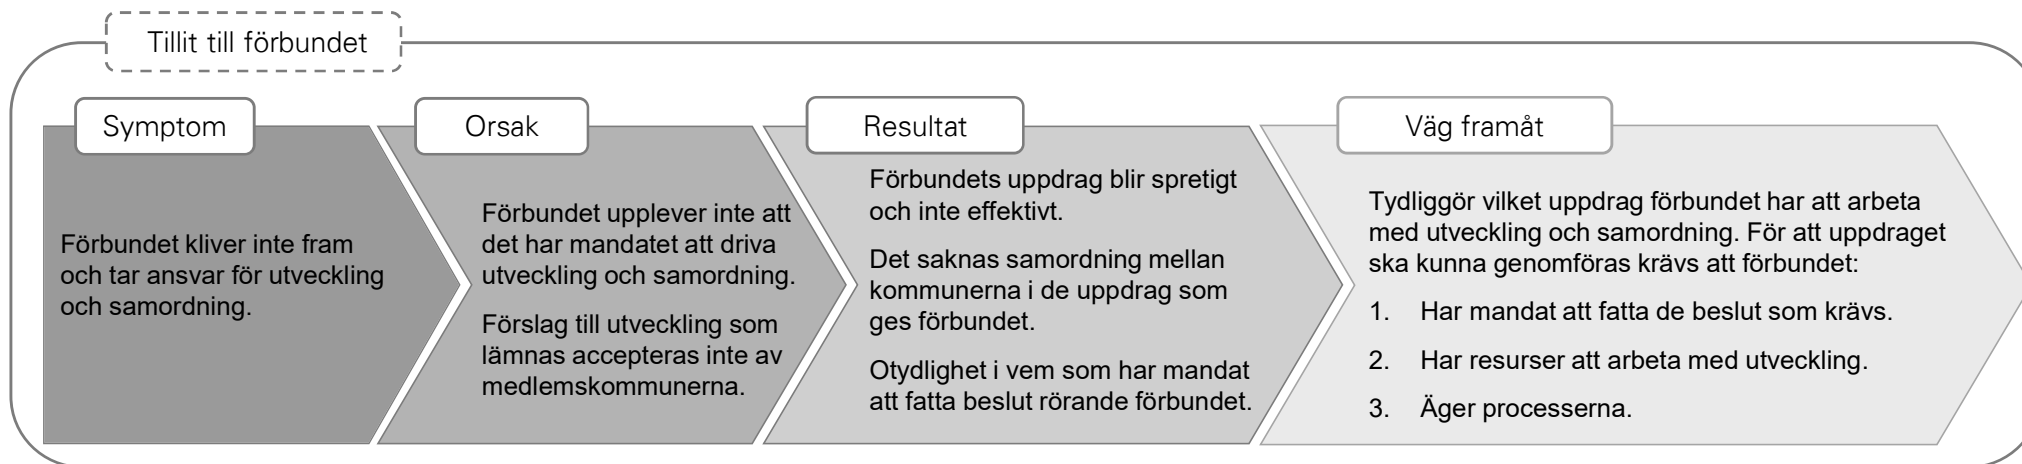 Tillit till förbundet
Symptom
Förbundet kliver inte fram
och tar ansvar för utveckling
och samordning.
Orsak
Förbundet upplever inte att
det har mandatet att driva
utveckling och samordning.
Förslag till utveckling som
lämnas accepteras inte av
medlemskommunerna.
Resultat
Förbundets uppdrag blir spretigt
och inte effektivt.
Det saknas samordning mellan
kommunerna i de uppdrag som
ges förbundet.
Otydlighet i vem som har mandat
att fatta beslut rörande förbundet.
Väg framåt
Tydliggör vilket uppdrag förbundet har att arbeta
med utveckling och samordning. För att uppdraget
ska kunna genomföras krävs att förbundet:
1. Har mandat att fatta de beslut som krävs.
2. Har resurser att arbeta med utveckling.
3. Äger processerna.